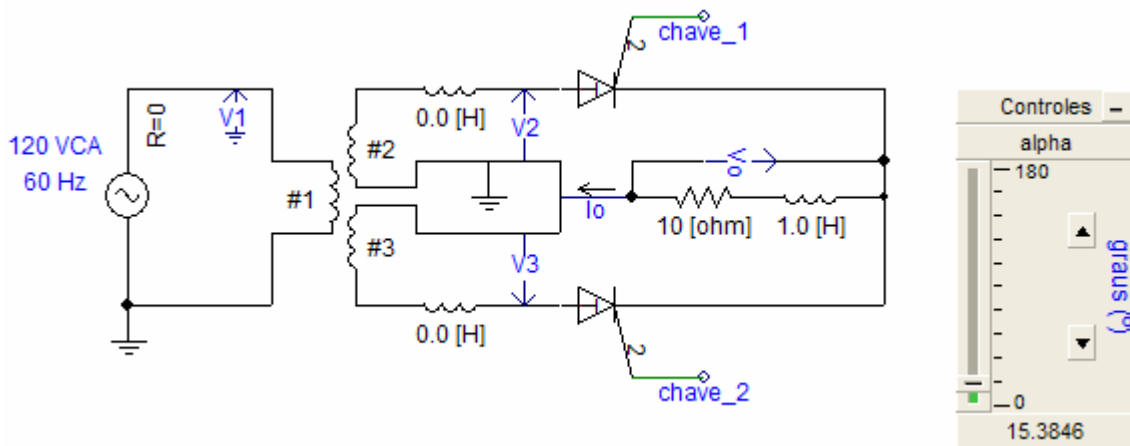 chave_1
0.0 [H]
V1
R=0
V2
120 VCA
60 Hz
#2
#1
Vo
Io
10 [ohm]
1.0 [H]
#3
V3
0.0 [H]
chave_2
2
2
Controles
alpha
180
graus (º)
0
15.3846